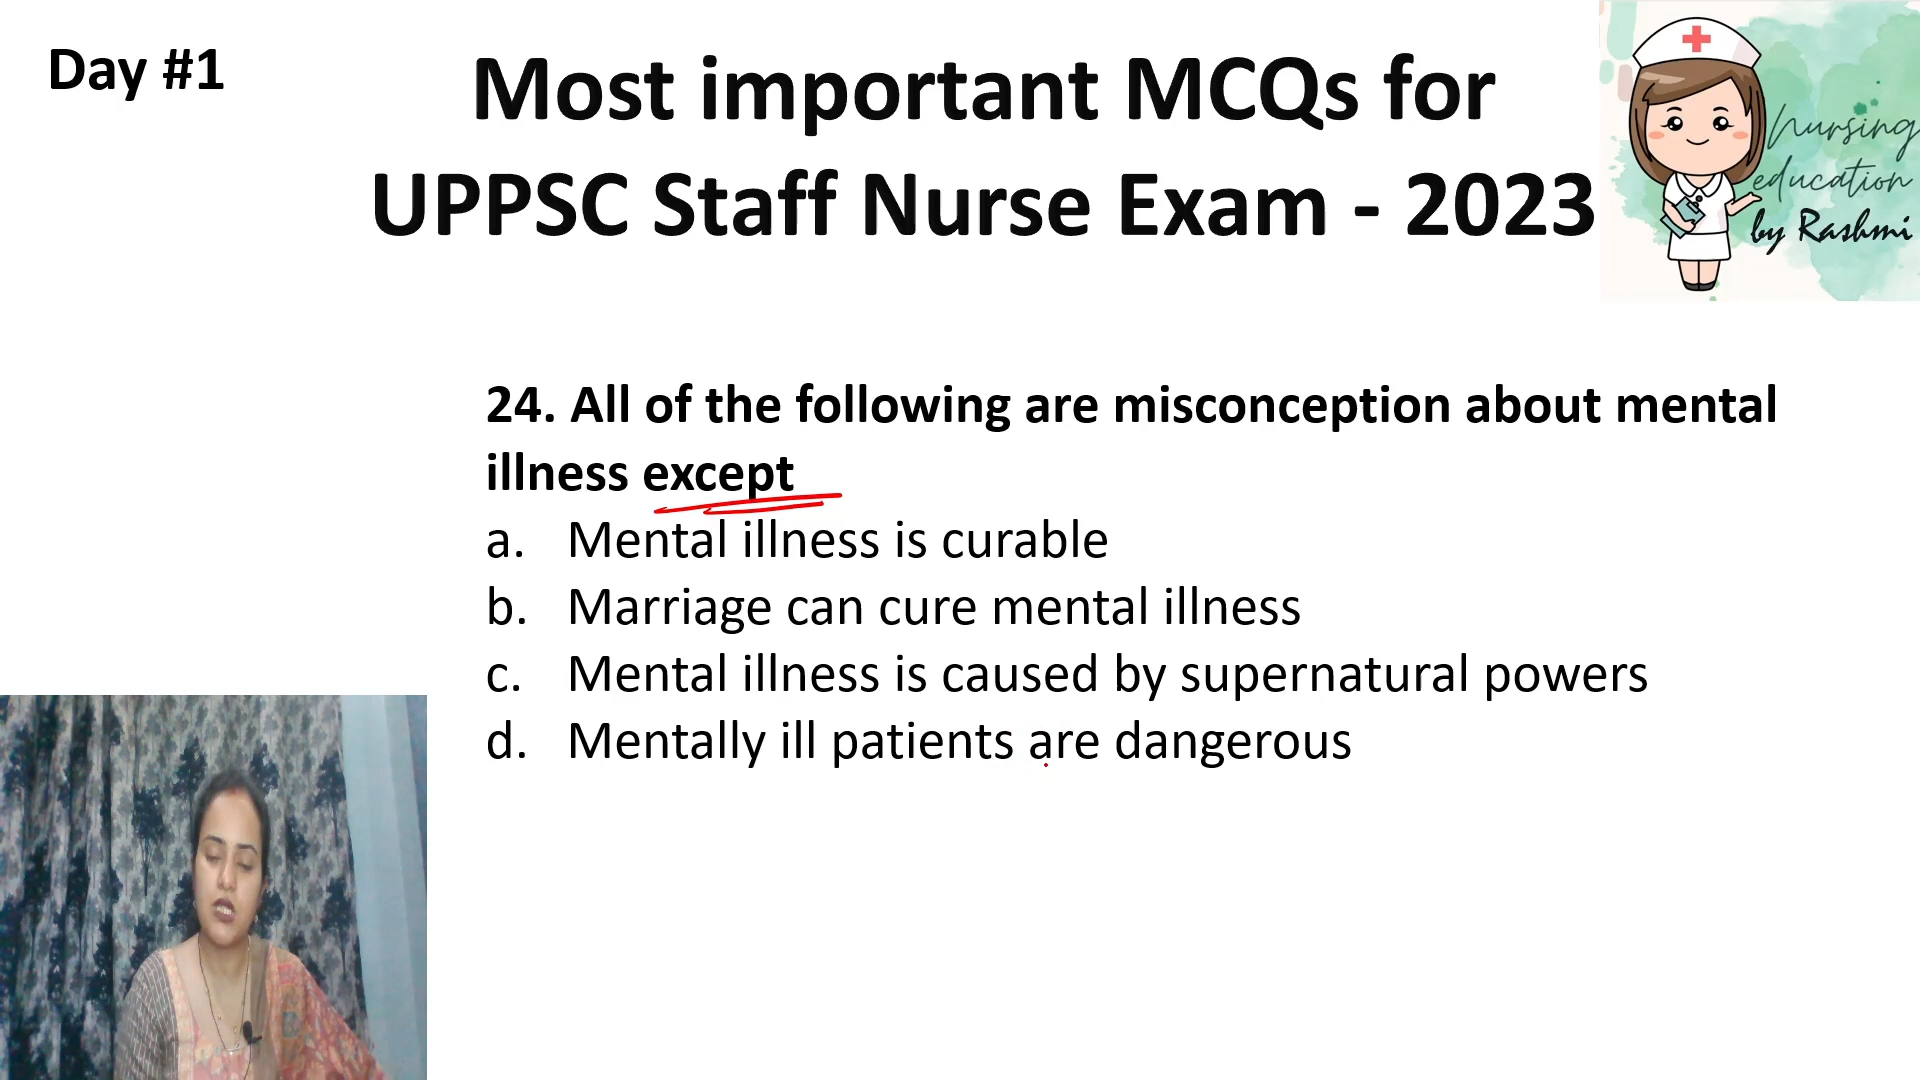 Day #1
Most important MCQs for
UPPSC Staff Nurse Exam - 2023
Nursing
education
by Rashmi
24. All of the following are misconception about mental
illness except
a. Mental illness is curable
b. Marriage can cure mental illness
c. Mental illness is caused by supernatural powers
d. Mentally ill patients are dangerous